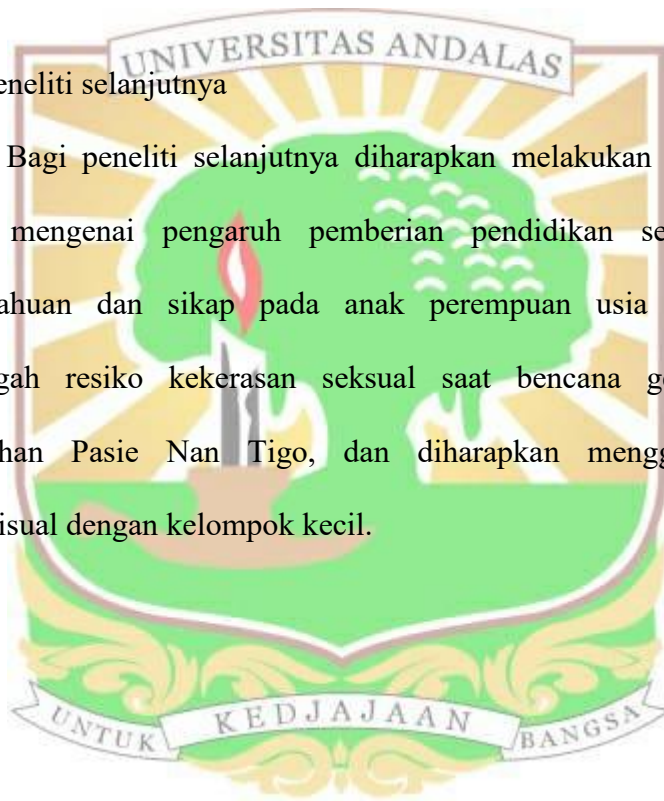 UNIVERSITAS ANDALAS
eneliti selanjutnya
Bagi peneliti selanjutnya diharapkan melakukan
mengenai pengaruh pemberian pendidikan se
ahuan dan sikap pada anak perempuan usia
gah resiko kekerasan seksual saat bencana ge
han Pasie Nan Tigo, dan diharapkan mengg
isual dengan kelompok kecil.
UNTUK KEDJAJAAN BANGSA